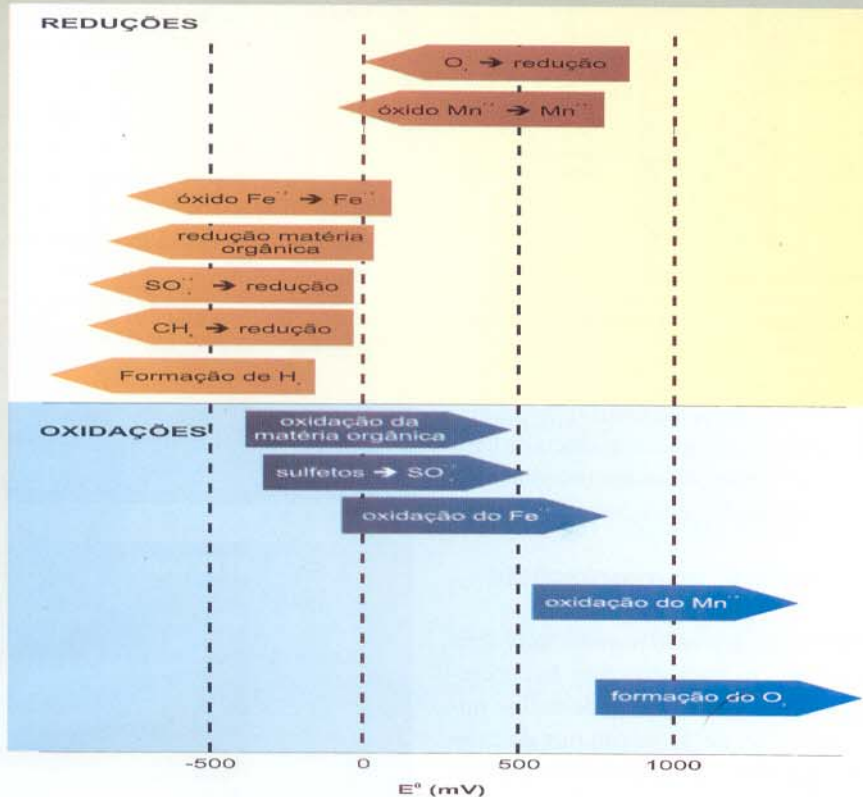 REDUÇÕES
O, → redução
óxido Mn¨ → Mn¨
óxido Fe¨ → Fe¨
redução matéria
orgânica
SO¨, → redução
CH, → redução
Formação de H,
OXIDAÇÕES
oxidação da
matéria orgânica
sulfetos → SO¨,
oxidação do Fe¨
oxidação do Mn¨
formação do O,
-500
0
500
1000
E⁰ (mV)